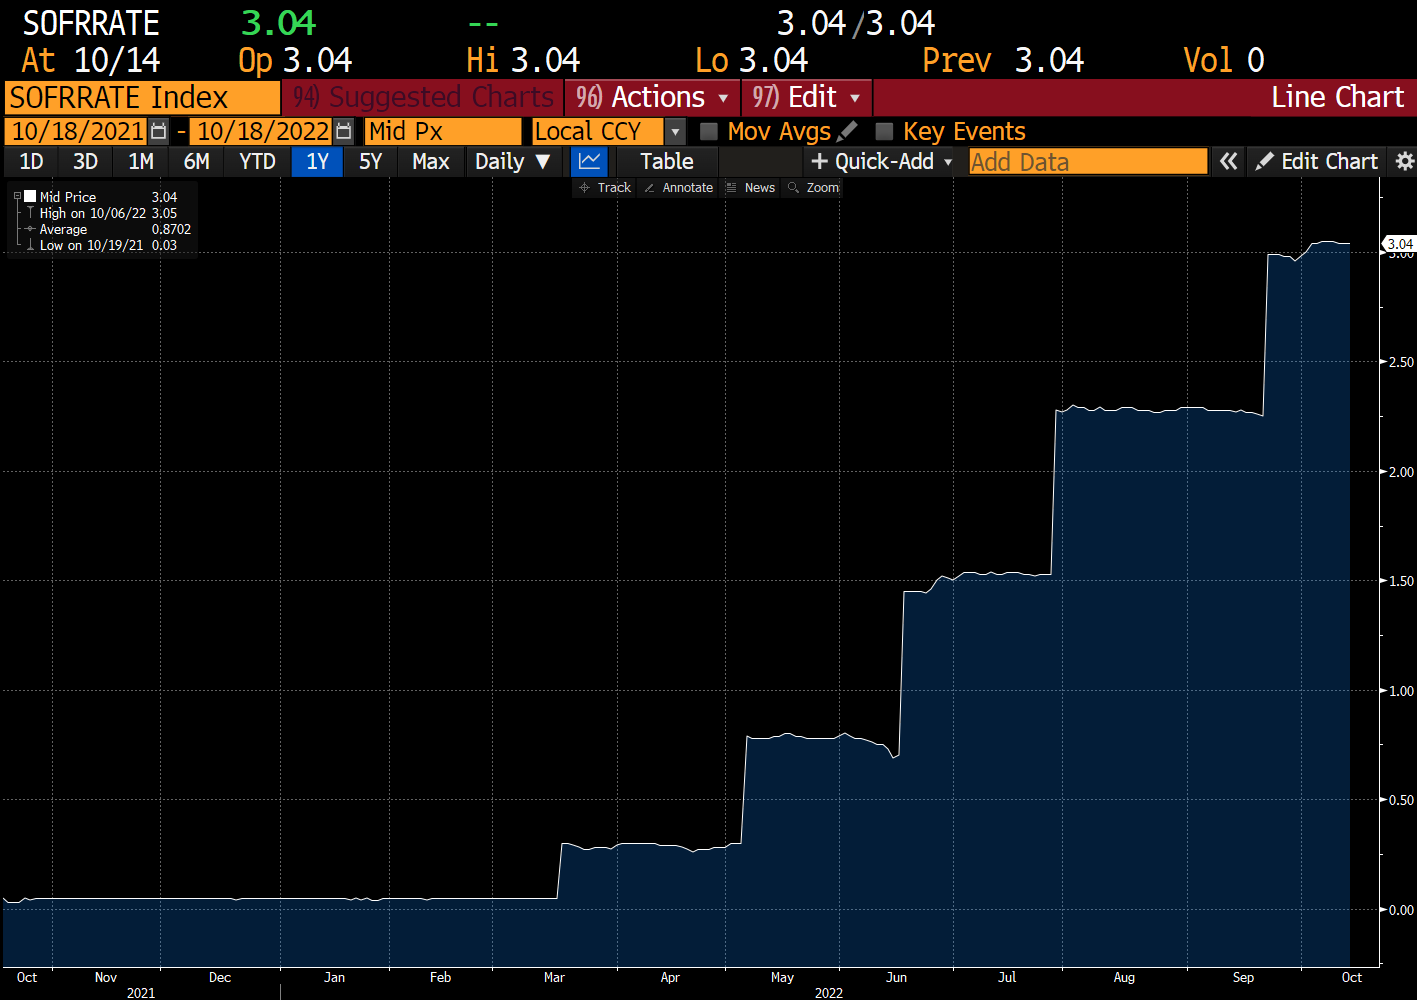 SOFRRATE 3.04 -- 3.04/3.04
At 10/14 Op 3.04 Hi 3.04 Lo 3.04 Prev 3.04 Vol 0
SOFRRATE Index 94) Suggested Charts 96) Actions ▾ 97) Edit ▾ Line Chart
10/18/2021 - 10/18/2022 Mid Px Local CCY ▾ Mov Avgs Key Events
1D 3D 1M 6M YTD 1Y 5Y Max Daily ▼ Table + Quick-Add ▾ Add Data « Edit Chart
Track Annotate News Zoom
Mid Price 3.04
High on 10/06/22 3.05
Average 0.8702
Low on 10/19/21 0.03
3.04
3.00
2.50
2.00
1.50
1.00
0.50
0.00
Oct Nov Dec Jan Feb Mar Apr May Jun Jul Aug Sep Oct
2021 2022